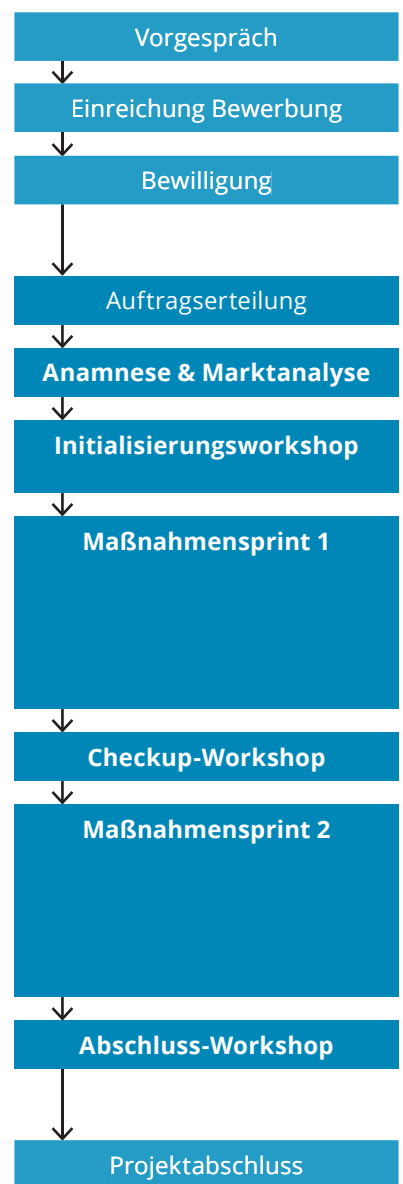 Vorgespräch
Einreichung Bewerbung
Bewilligung
Auftragserteilung
Anamnese & Marktanalyse
Initialisierungsworkshop
Maßnahmensprint 1
Checkup-Workshop
Maßnahmensprint 2
Abschluss-Workshop
Projektabschluss